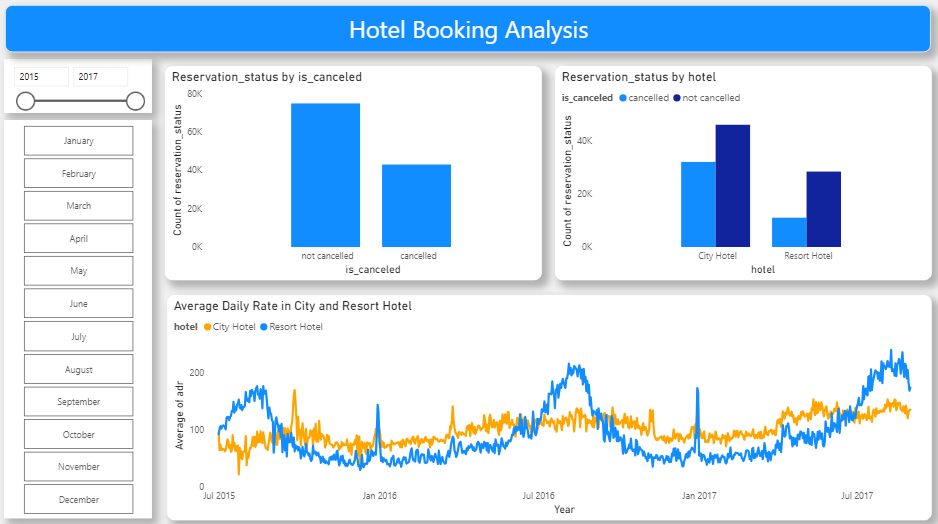 Hotel Booking Analysis
2015 2017
January
February
March
April
May
June
July
August
September
October
November
December
Reservation_status by is_canceled
Count of reservation_status
80K
60K
40K
20K
0K
not cancelled cancelled
is_canceled
Reservation_status by hotel
is_canceled cancelled not cancelled
Count of reservation_status
40K
20K
0K
City Hotel Resort Hotel
hotel
Average Daily Rate in City and Resort Hotel
hotel City Hotel Resort Hotel
Average of adr
200
100
0
Jul 2015 Jan 2016 Jul 2016 Jan 2017 Jul 2017
Year